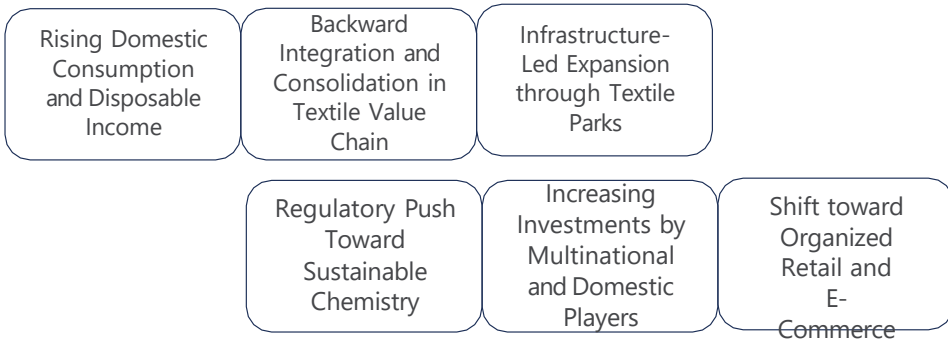 Rising Domestic
Consumption
and Disposable
Income
Backward
Integration and
Consolidation in
Textile Value
Chain
Infrastructure-
Led Expansion
through Textile
Parks
Regulatory Push
Toward
Sustainable
Chemistry
Increasing
Investments by
Multinational
and Domestic
Players
Shift toward
Organized
Retail and
E-
Commerce